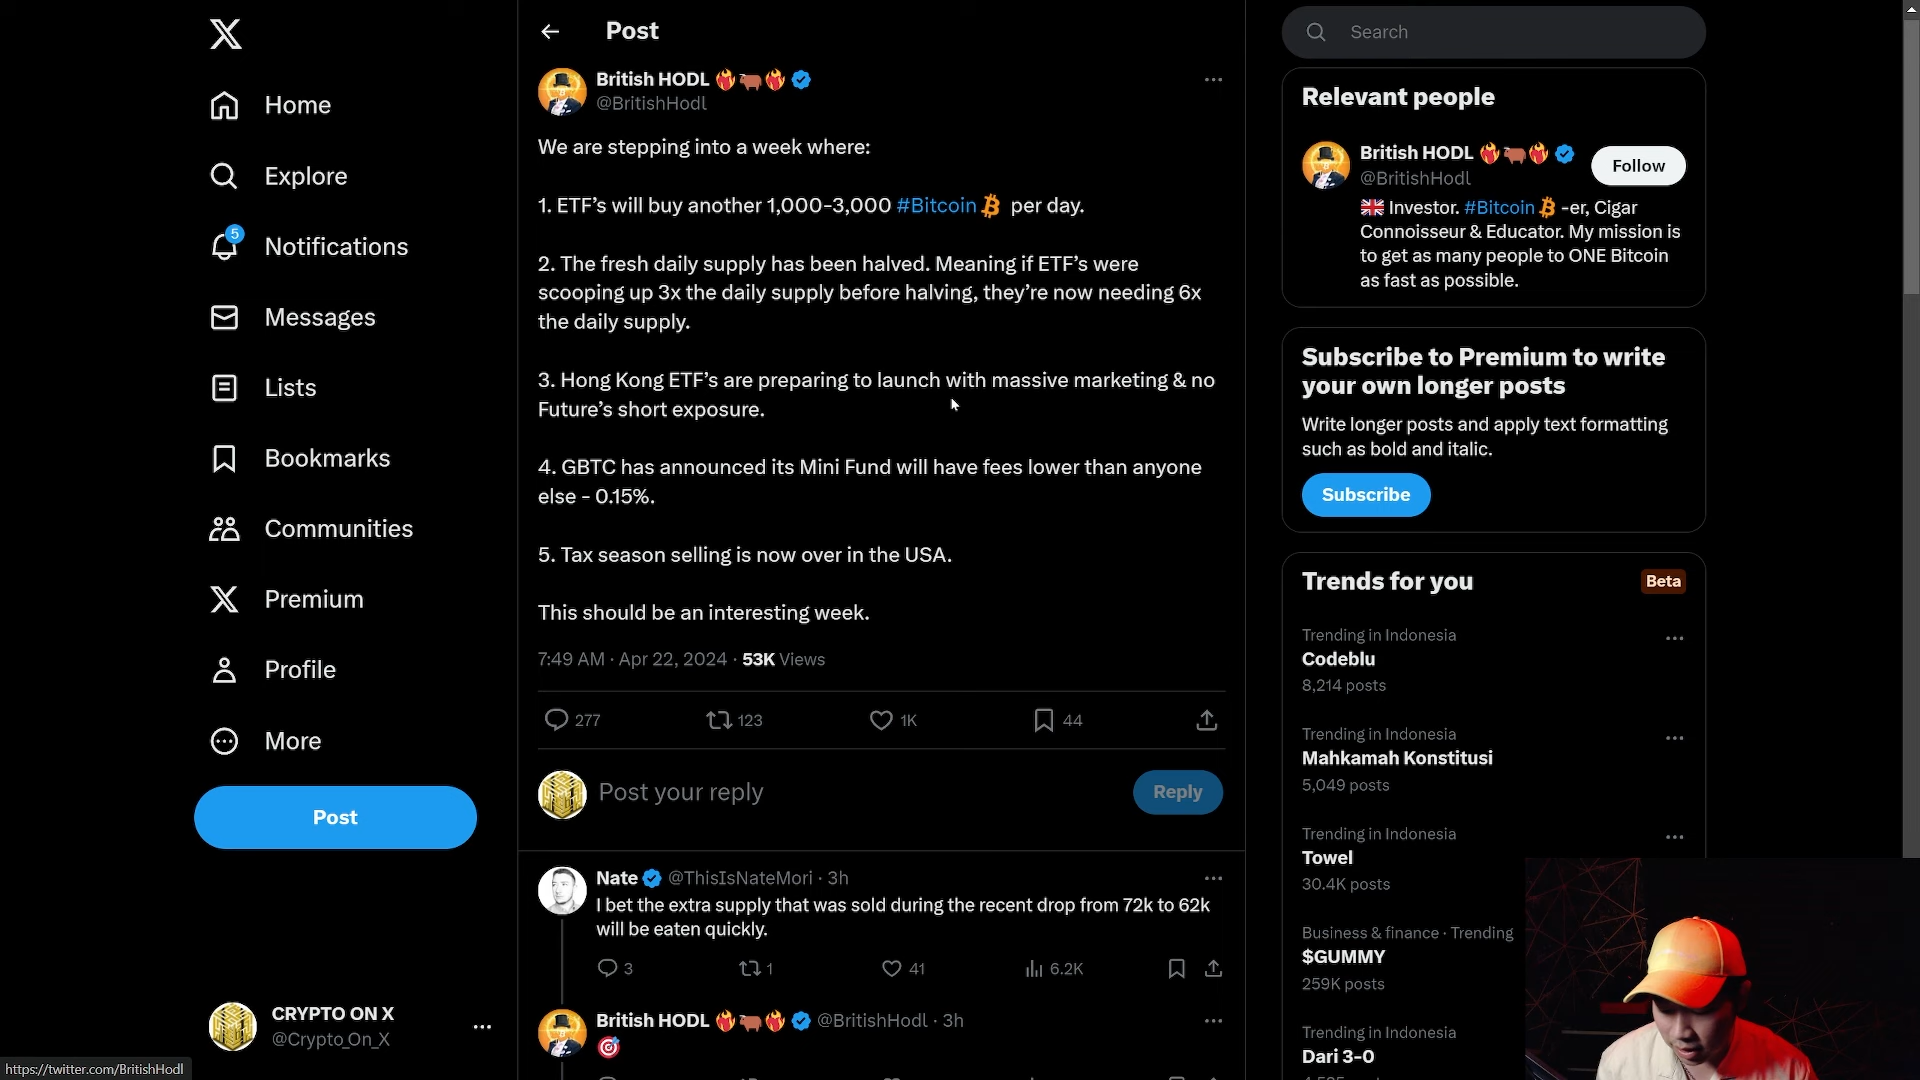 Home
Explore
5
Notifications
Messages
Lists
Bookmarks
Communities
Premium
Profile
More
Post
CRYPTO ON X
@Crypto_On_X
https://twitter.com/BritishHodl
Post
British HODL
@BritishHodl
We are stepping into a week where:
1. ETF’s will buy another 1,000-3,000 #Bitcoin per day.
2. The fresh daily supply has been halved. Meaning if ETF’s were
scooping up 3x the daily supply before halving, they’re now needing 6x
the daily supply.
3. Hong Kong ETF’s are preparing to launch with massive marketing & no
Future’s short exposure.
4. GBTC has announced its Mini Fund will have fees lower than anyone
else - 0.15%.
5. Tax season selling is now over in the USA.
This should be an interesting week.
7:49 AM · Apr 22, 2024 · 53K Views
277 123 1K 44
Post your reply
Reply
Nate @ThisIsNateMori · 3h
I bet the extra supply that was sold during the recent drop from 72k to 62k
will be eaten quickly.
3 1 41 6.2K
British HODL @BritishHodl · 3h
Search
Relevant people
British HODL
@BritishHodl
Follow
Investor. #Bitcoin -er, Cigar
Connoisseur & Educator. My mission is
to get as many people to ONE Bitcoin
as fast as possible.
Subscribe to Premium to write
your own longer posts
Write longer posts and apply text formatting
such as bold and italic.
Subscribe
Trends for you
Beta
Trending in Indonesia
Codeblu
8,214 posts
Trending in Indonesia
Mahkamah Konstitusi
5,049 posts
Trending in Indonesia
Towel
30.4K posts
Business & finance · Trending
$GUMMY
259K posts
Trending in Indonesia
Dari 3-0